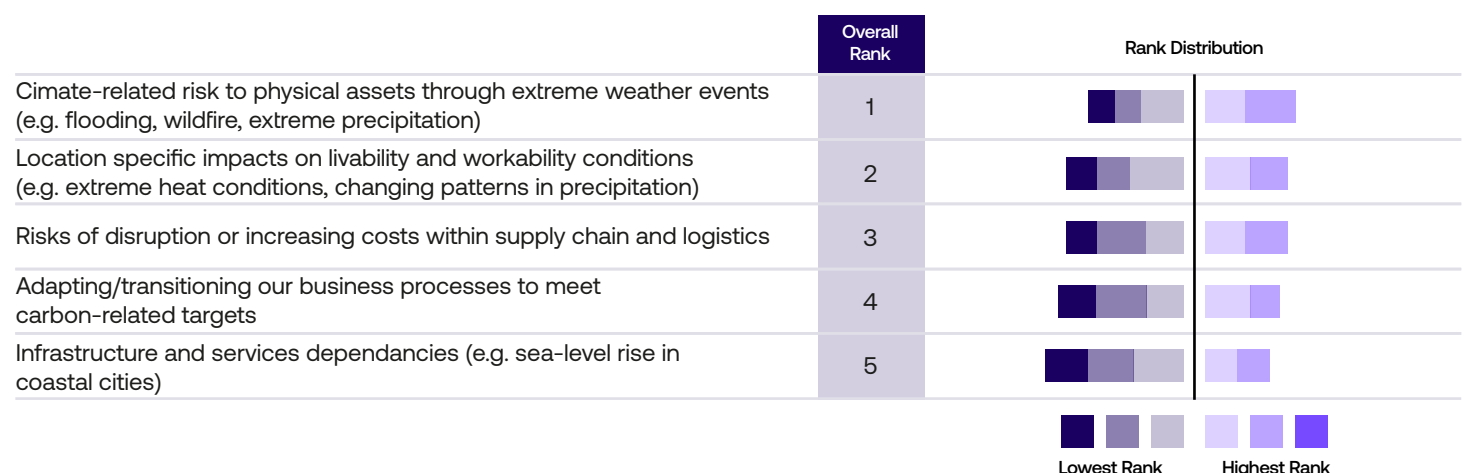 Overall
Rank
Rank Distribution
Cimate-related risk to physical assets through extreme weather events
(e.g. flooding, wildfire, extreme precipitation)
1
Location specific impacts on livability and workability conditions
(e.g. extreme heat conditions, changing patterns in precipitation)
2
Risks of disruption or increasing costs within supply chain and logistics
3
Adapting/transitioning our business processes to meet
carbon-related targets
4
Infrastructure and services dependancies (e.g. sea-level rise in
coastal cities)
5
Lowest Rank
Highest Rank